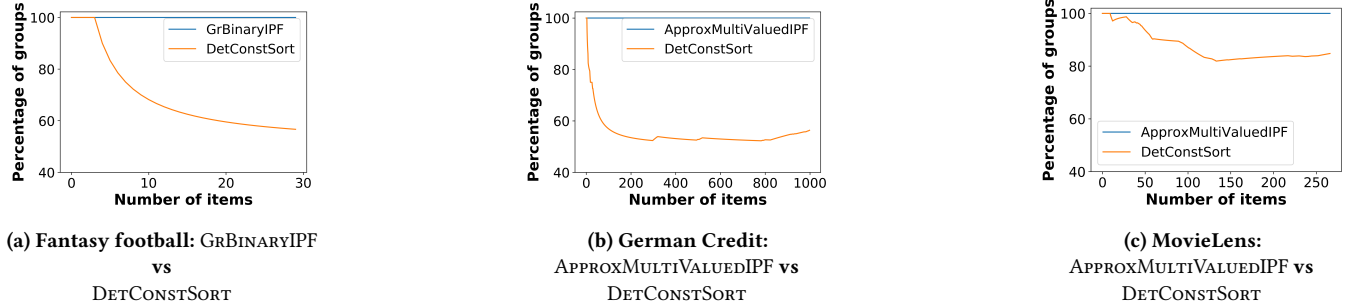 Percentage of groups
100
80
60
40
0
10
20
30
Number of items
GrBinaryIPF
DetConstSort
(a) Fantasy football: GrBinaryIPF
vs
DetConstSort
Percentage of groups
100
80
60
40
0
200
400
600
800
1000
Number of items
ApproxMultiValuedIPF
DetConstSort
(b) German Credit:
ApproxMultiValuedIPF vs
DetConstSort
Percentage of groups
100
80
60
40
0
50
100
150
200
250
Number of items
ApproxMultiValuedIPF
DetConstSort
(c) MovieLens:
ApproxMultiValuedIPF vs
DetConstSort